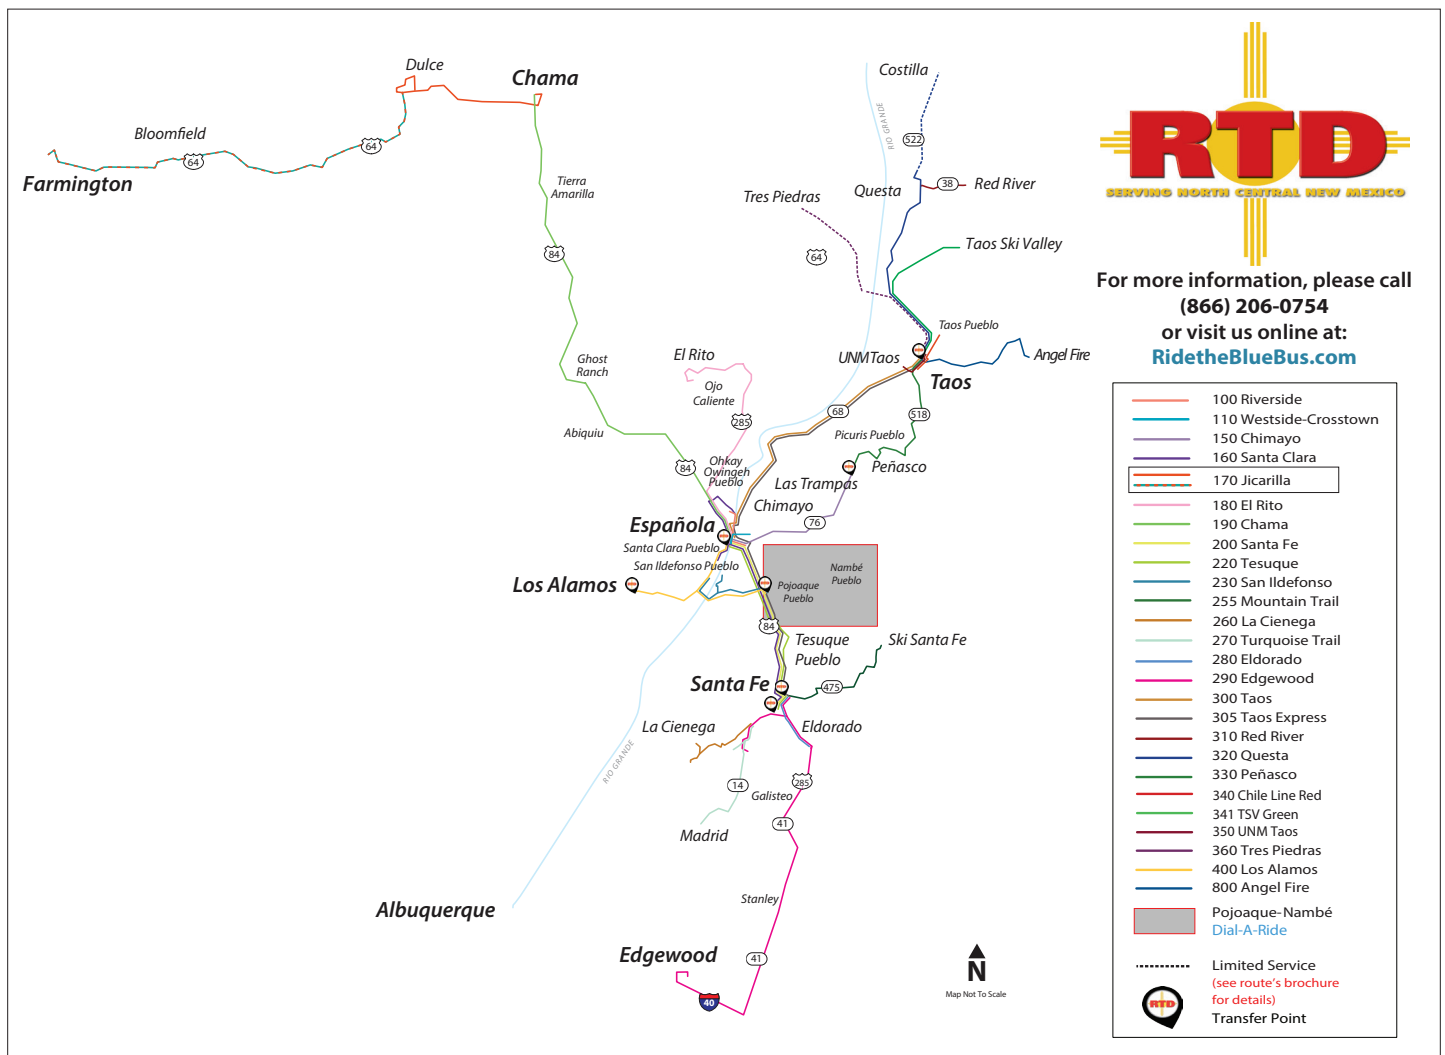 Dulce
Chama
Costilla
RIO GRANDE
Bloomfield
522
64
64
Farmington
Tierra
Amarilla
Questa
38
Red River
Tres Piedras
Taos Ski Valley
84
64
Taos Pueblo
UNMTaos
Angel Fire
Taos
El Rito
Ghost
Ranch
Ojo
Caliente
285
68
518
Abiquiu
Picuris Pueblo
Peñasco
84
Ohkay
Owingeh
Pueblo
Las Trampas
Chimayo
76
Española
Santa Clara Pueblo
San Ildefonso Pueblo
Los Alamos
Pojoaque
Pueblo
Nambé
Pueblo
84
Tesuque
Pueblo
Ski Santa Fe
Santa Fe
475
La Cienega
Eldorado
RIO GRANDE
14
285
Galisteo
41
Madrid
Stanley
Albuquerque
Edgewood
41
40
N
Map Not To Scale
RTD
SERVING NORTH CENTRAL NEW MEXICO
For more information, please call
(866) 206-0754
or visit us online at:
RidetheBlueBus.com
100 Riverside
110 Westside-Crosstown
150 Chimayo
160 Santa Clara
170 Jicarilla
180 El Rito
190 Chama
200 Santa Fe
220 Tesuque
230 San Ildefonso
255 Mountain Trail
260 La Cienega
270 Turquoise Trail
280 Eldorado
290 Edgewood
300 Taos
305 Taos Express
310 Red River
320 Questa
330 Peñasco
340 Chile Line Red
341 TSV Green
350 UNM Taos
360 Tres Piedras
400 Los Alamos
800 Angel Fire
Pojoaque-Nambé
Dial-A-Ride
Limited Service
(see route's brochure
for details)
RTD
Transfer Point